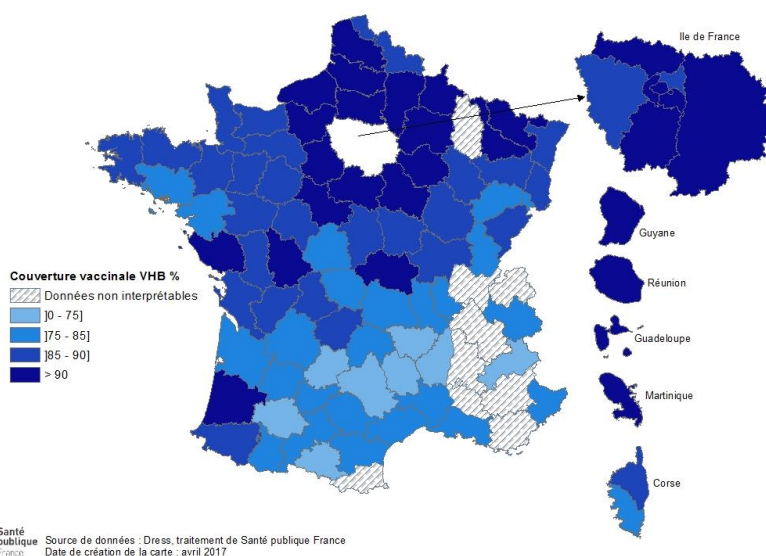 Ile de France
Guyane
Réunion
Guadeloupe
Martinique
Corse
Couverture vaccinale VHB %
Données non interprétables
]0 - 75]
]75 - 85]
]85 - 90]
> 90
Santé
publique
France
Source de données : Dress, traitement de Santé publique France
Date de création de la carte : avril 2017